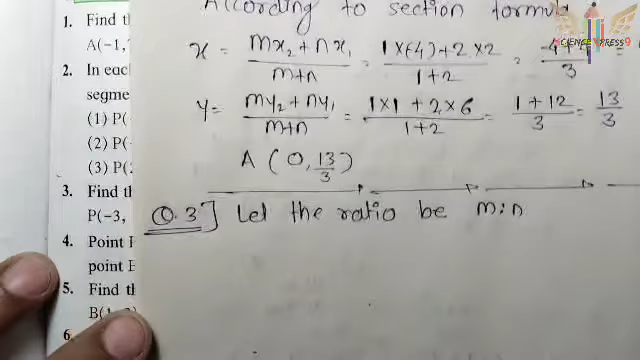 According to section formula
1. Find th
A(-1,
x = mx₂ + nx₁ / m+n = 1×(-4)+2×2 / 1+2 = -4+4 / 3 =
2. In each
segme
y = my₂ + ny₁ / m+n = 1×1 + 2×6 / 1+2 = 1 + 12 / 3 = 13 / 3
(1) P(
(2) P(
(3) P(
A ( 0, 13/3 )
3. Find th
P(-3,
Q.3] Let the ratio be m:n
4. Point
point
5. Find th
B(
6.
SCIENCE XPRESS